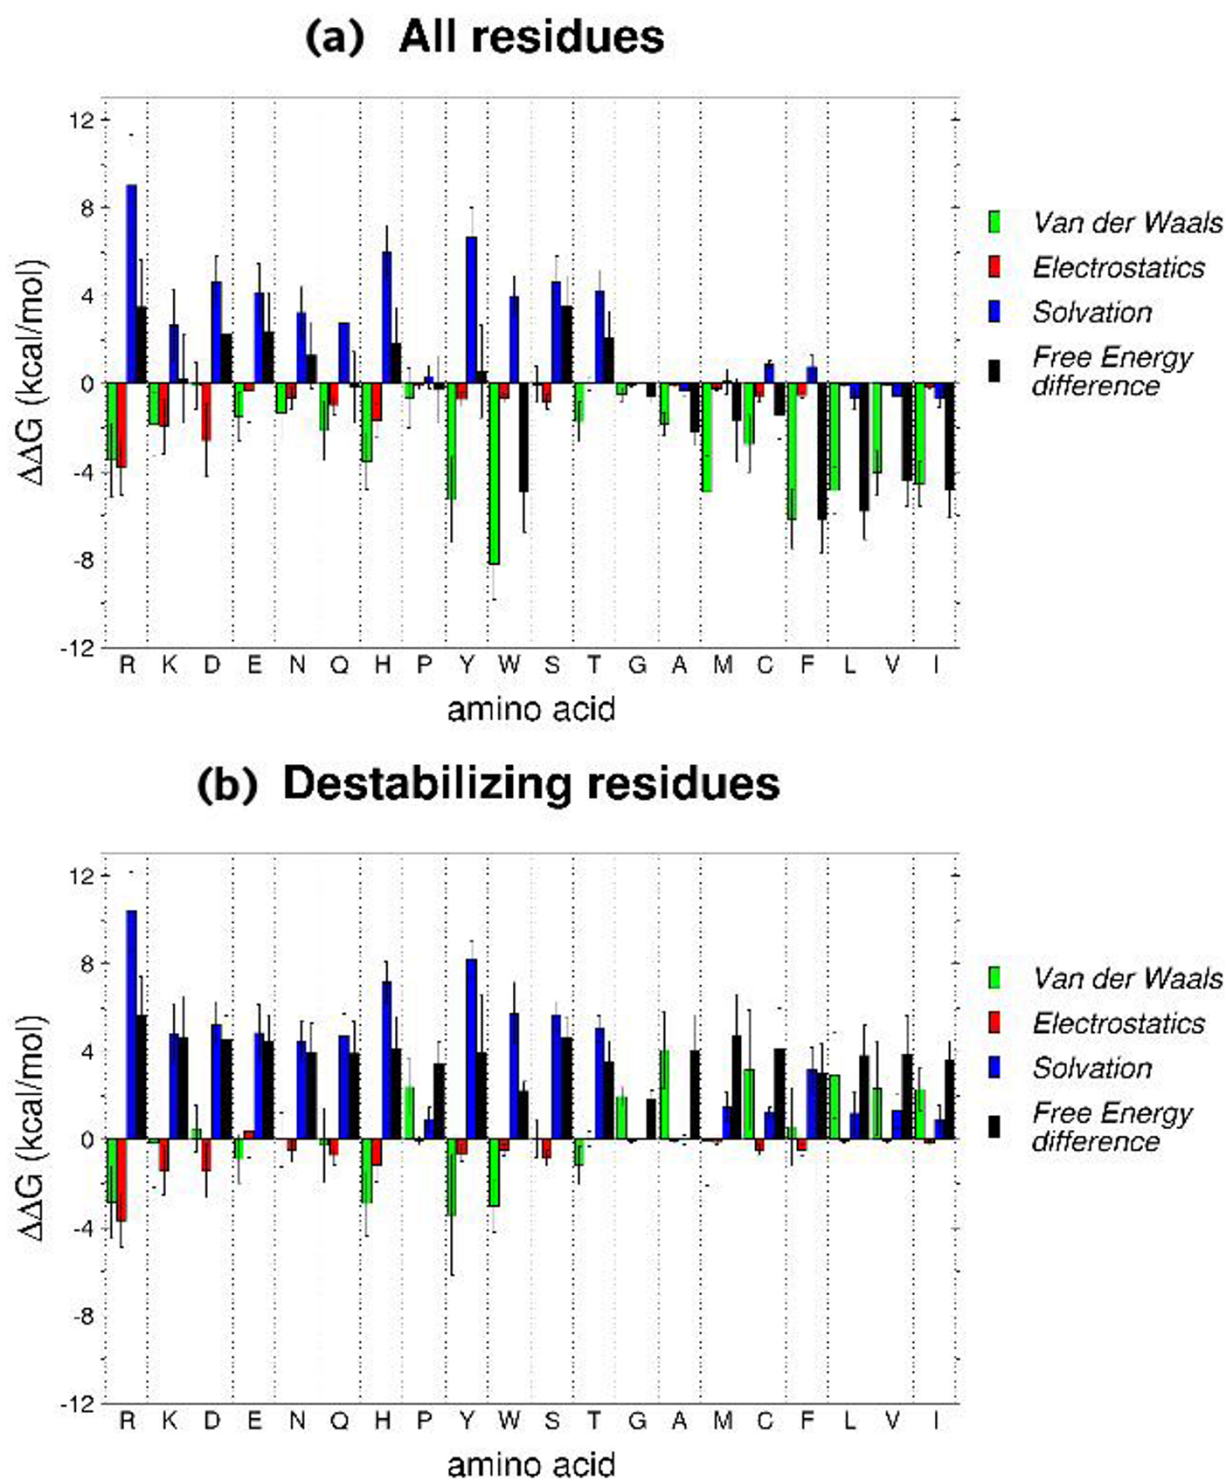 (a) All residues
12
8
4
0
-4
-8
-12
ΔΔG (kcal/mol)
R K D E N Q H P Y W S T G A M C F L V I
amino acid
Van der Waals
Electrostatics
Solvation
Free Energy
difference
(b) Destabilizing residues
12
8
4
0
-4
-8
-12
ΔΔG (kcal/mol)
R K D E N Q H P Y W S T G A M C F L V I
amino acid
Van der Waals
Electrostatics
Solvation
Free Energy
difference